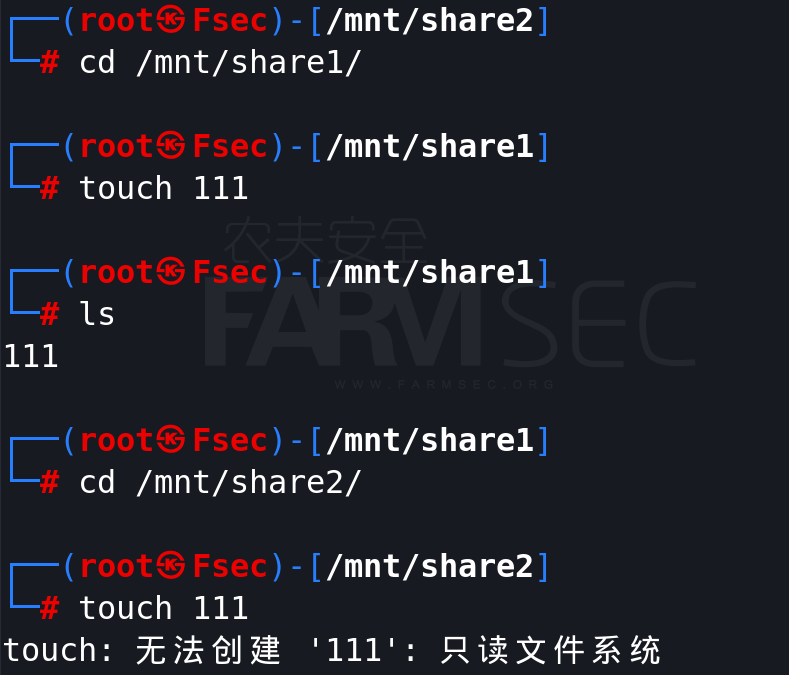 ┌──(root㉿Fsec)-[/mnt/share2]
└─# cd /mnt/share1/
┌──(root㉿Fsec)-[/mnt/share1]
└─# touch 111
农夫安全
┌──(root㉿Fsec)-[/mnt/share1]
└─# ls
FARMSEC
111
WWW.FARMSEC.ORG
┌──(root㉿Fsec)-[/mnt/share1]
└─# cd /mnt/share2/
┌──(root㉿Fsec)-[/mnt/share2]
└─# touch 111
touch: 无法创建 '111': 只读文件系统